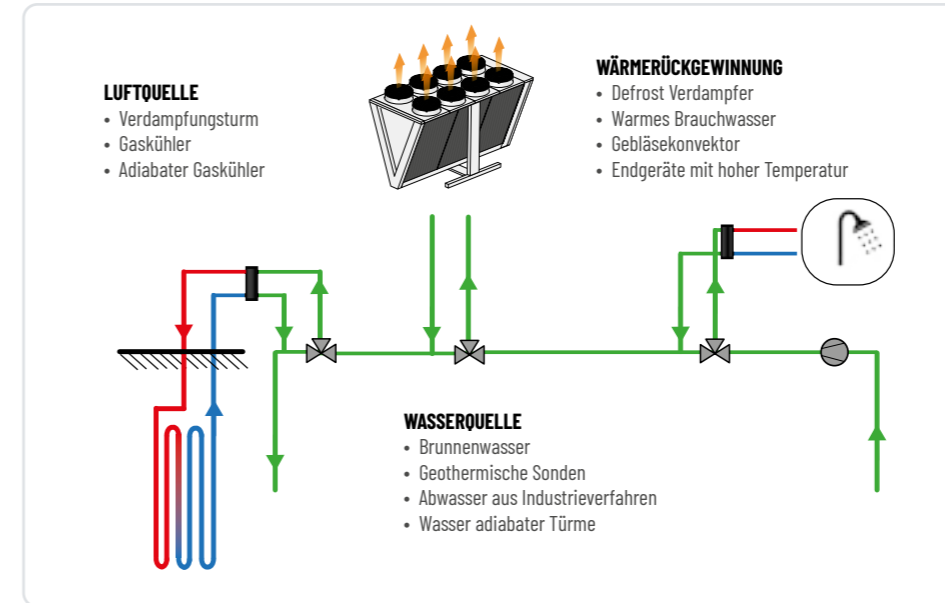 LUFTQUELLE
• Verdampfungsturm
• Gaskühler
• Adiabater Gaskühler
WÄRMERÜCKGEWINNUNG
• Defrost Verdampfer
• Warmes Brauchwasser
• Gebläsekonvektor
• Endgeräte mit hoher Temperatur
WASSERQUELLE
• Brunnenwasser
• Geothermische Sonden
• Abwasser aus Industrieverfahren
• Wasser adiabater Türme